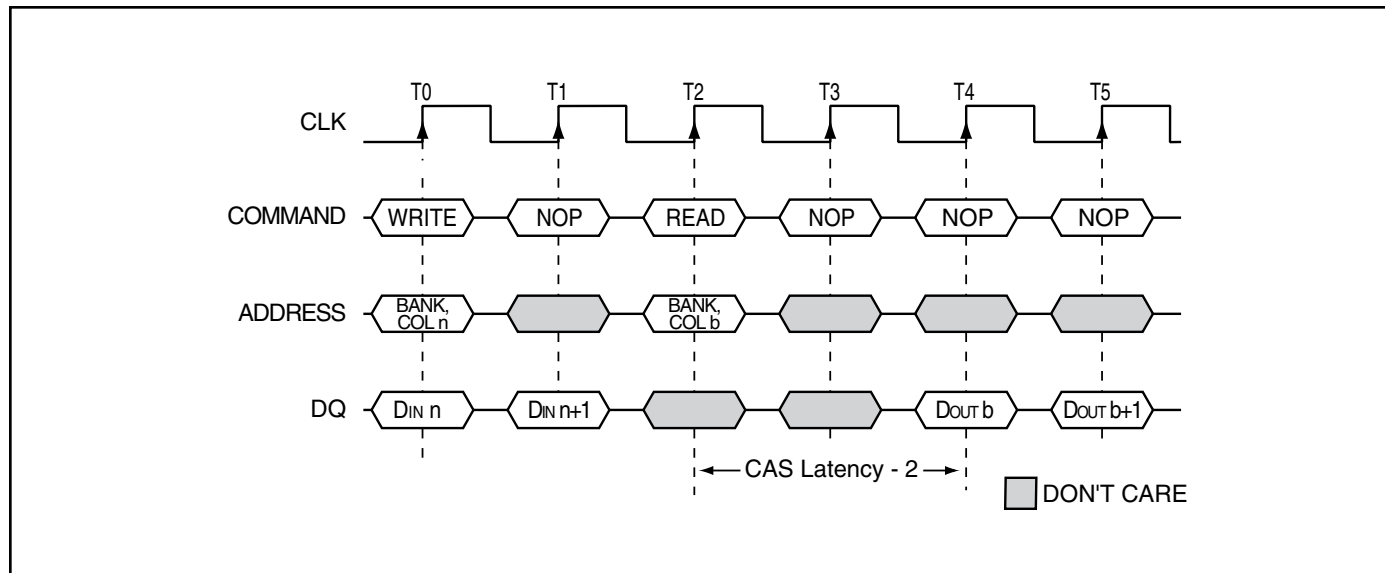 T0 T1 T2 T3 T4 T5
CLK
COMMAND WRITE NOP READ NOP NOP NOP
ADDRESS BANK, COL n BANK, COL b
DQ DIN n DIN n+1 DOUT b DOUT b+1
CAS Latency - 2
DON'T CARE